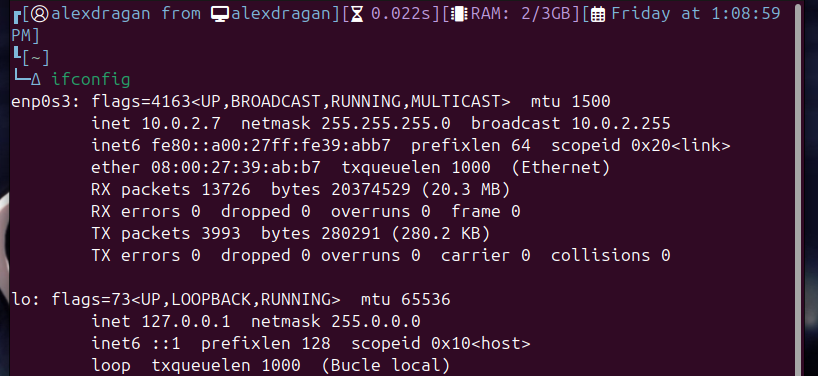 [alexdragan from alexdragan][0.022s][RAM: 2/3GB][Friday at 1:08:59
PM]
[~]
Δ ifconfig
enp0s3: flags=4163<UP,BROADCAST,RUNNING,MULTICAST>  mtu 1500
        inet 10.0.2.7  netmask 255.255.255.0  broadcast 10.0.2.255
        inet6 fe80::a00:27ff:fe39:abb7  prefixlen 64  scopeid 0x20<link>
        ether 08:00:27:39:ab:b7  txqueuelen 1000  (Ethernet)
        RX packets 13726  bytes 20374529 (20.3 MB)
        RX errors 0  dropped 0  overruns 0  frame 0
        TX packets 3993  bytes 280291 (280.2 KB)
        TX errors 0  dropped 0 overruns 0  carrier 0  collisions 0

lo: flags=73<UP,LOOPBACK,RUNNING>  mtu 65536
        inet 127.0.0.1  netmask 255.0.0.0
        inet6 ::1  prefixlen 128  scopeid 0x10<host>
        loop  txqueuelen 1000  (Bucle local)